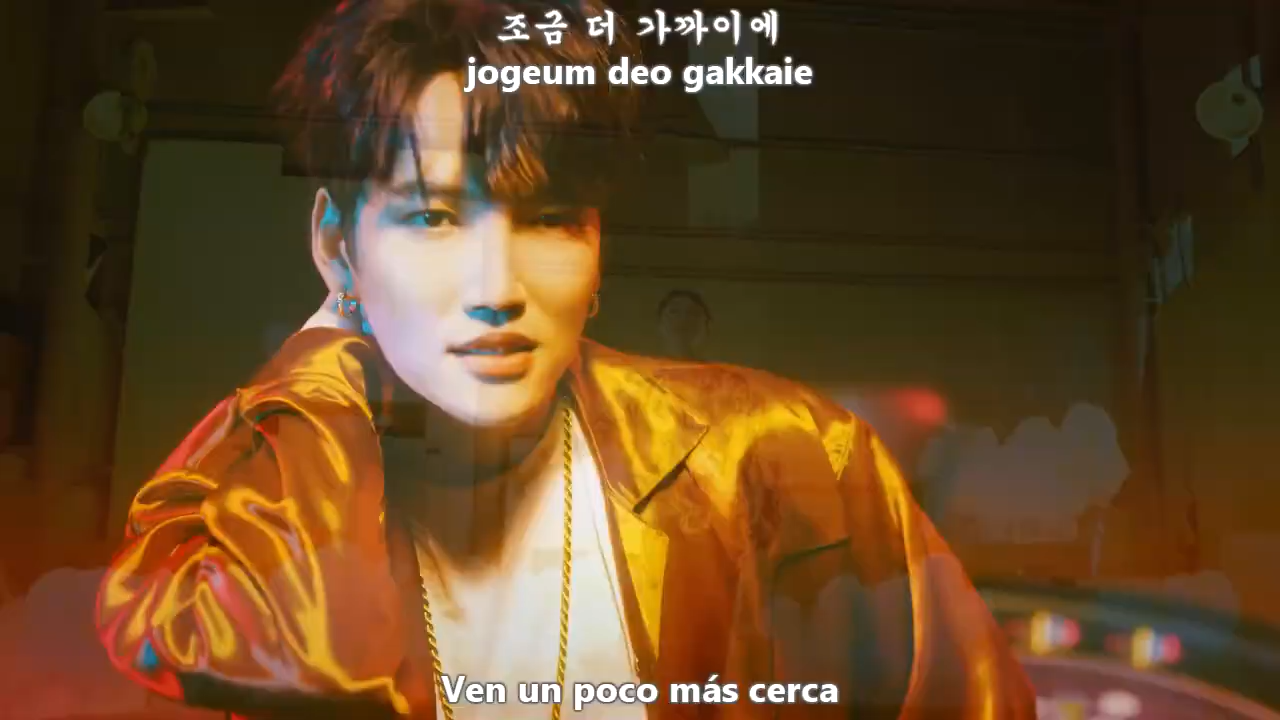 조금 더 가까이에
jogeum deo gakkaie
Ven un poco más cerca